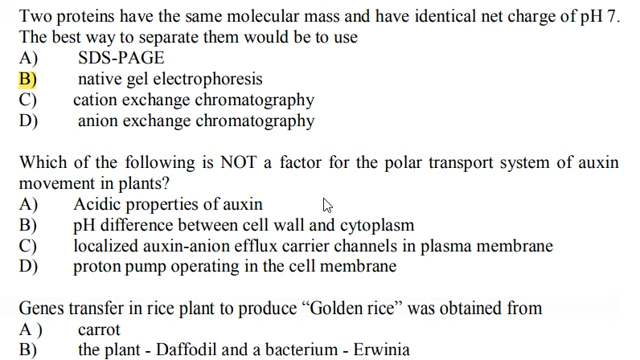 Two proteins have the same molecular mass and have identical net charge of pH 7.
The best way to separate them would be to use
A) SDS-PAGE
B) native gel electrophoresis
C) cation exchange chromatography
D) anion exchange chromatography
Which of the following is NOT a factor for the polar transport system of auxin
movement in plants?
A) Acidic properties of auxin
B) pH difference between cell wall and cytoplasm
C) localized auxin-anion efflux carrier channels in plasma membrane
D) proton pump operating in the cell membrane
Genes transfer in rice plant to produce “Golden rice” was obtained from
A ) carrot
B) the plant - Daffodil and a bacterium - Erwinia